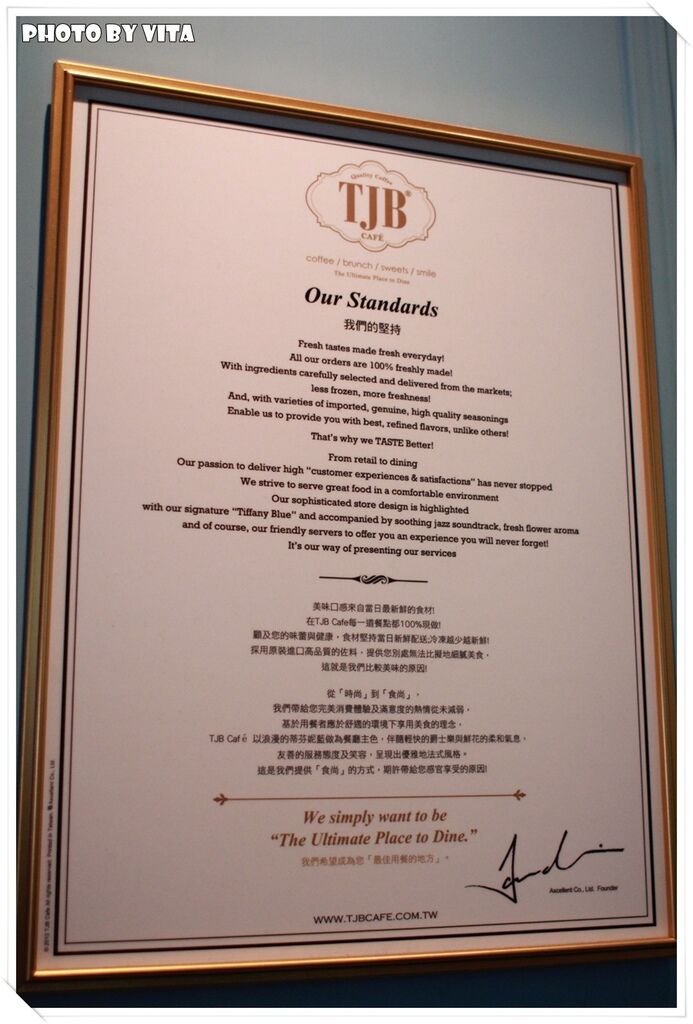 PHOTO BY VITA
Quality Coffee
TJB®
CAFÉ
coffee / brunch / sweets / smile
The Ultimate Place to Dine
Our Standards
我們的堅持
Fresh tastes made fresh everyday!
All our orders are 100% freshly made!
With ingredients carefully selected and delivered from the markets;
less frozen, more freshness!
And, with varieties of imported, genuine, high quality seasonings
Enable us to provide you with best, refined flavors, unlike others!
That's why we TASTE Better!
From retail to dining
Our passion to deliver high "customer experiences & satisfactions" has never stopped
We strive to serve great food in a comfortable environment
Our sophisticated store design is highlighted
with our signature "Tiffany Blue" and accompanied by soothing jazz soundtrack, fresh flower aroma
and of course, our friendly servers to offer you an experience you will never forget!
It's our way of presenting our services
美味口感來自當日最新鮮的食材!
在TJB Cafe每一道餐點都100%現做!
顧及您的味蕾與健康，食材堅持當日新鮮配送;冷凍越少越新鮮!
採用原裝進口高品質的佐料，提供您別處無法比擬地細膩美食，
這就是我們比較美味的原因!
從「時尚」到「食尚」，
我們帶給您完美消費體驗及滿意度的熱情從未減弱，
基於用餐者應於舒適的環境下享用美食的理念，
TJB Café 以浪漫的蒂芬妮藍做為餐廳主色，伴隨輕快的爵士樂與鮮花的柔和氣息，
友善的服務態度及笑容，呈現出優雅地法式風格。
這是我們提供「食尚」的方式，期許帶給您感官享受的原因!
We simply want to be
"The Ultimate Place to Dine."
我們希望成為您「最佳用餐的地方」。
Axcellent Co., Ltd. Founder
WWW.TJBCAFE.COM.TW
TJB Cafe All rights reserved. Printed in Taiwan. Axcellent Co., Ltd.